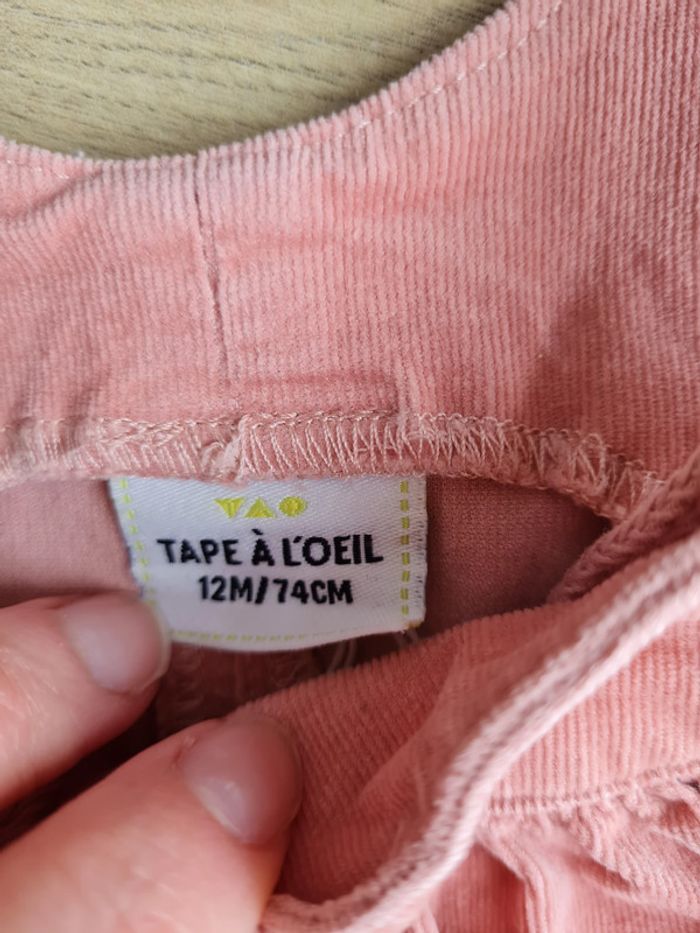 TAO
TAPE À L'OEIL
12M/74CM